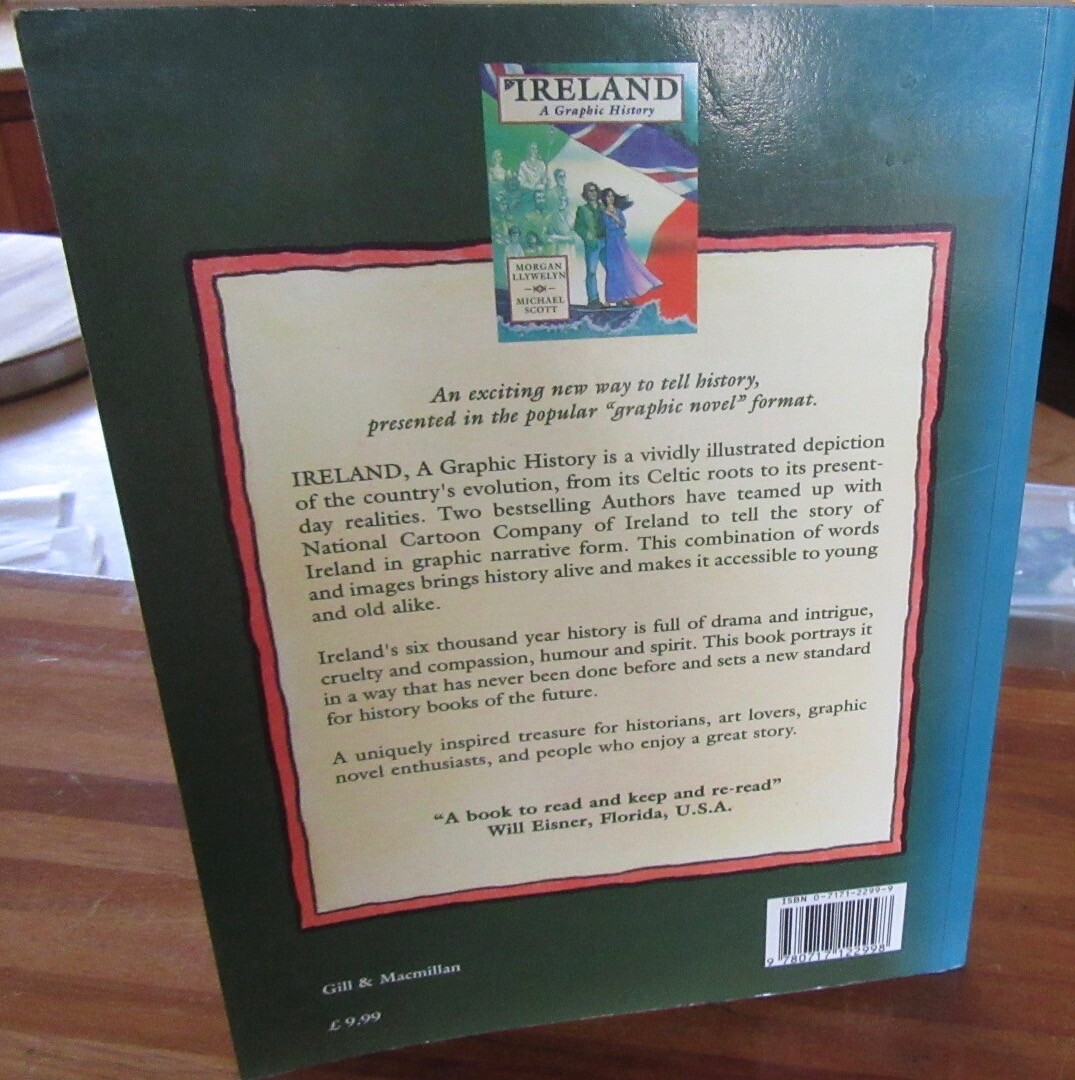 IRELAND
A Graphic History
MORGAN
LLYWELYN
MICHAEL
SCOTT
An exciting new way to tell history,
presented in the popular “graphic novel” format.
IRELAND, A Graphic History is a vividly illustrated depiction
of the country's evolution, from its Celtic roots to its present-
day realities. Two bestselling Authors have teamed up with
National Cartoon Company of Ireland to tell the story of
Ireland in graphic narrative form. This combination of words
and images brings history alive and makes it accessible to young
and old alike.
Ireland's six thousand year history is full of drama and intrigue,
cruelty and compassion, humour and spirit. This book portrays it
in a way that has never been done before and sets a new standard
for history books of the future.
A uniquely inspired treasure for historians, art lovers, graphic
novel enthusiasts, and people who enjoy a great story.
“A book to read and keep and re-read”
Will Eisner, Florida, U.S.A.
ISBN 0-7171-2299-9
9 780717 122998
Gill & Macmillan
£ 9.99